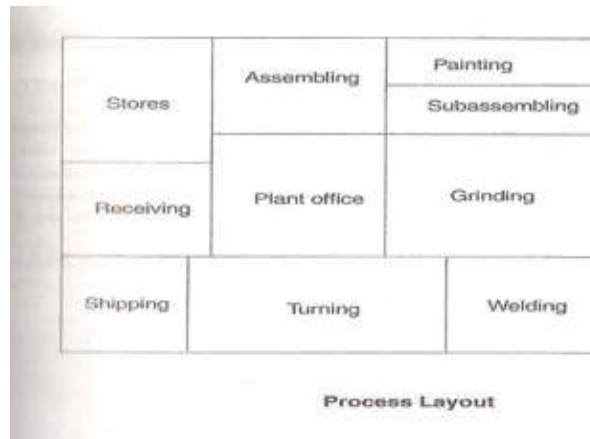 Stores
Assembling
Painting
Subassembling
Receiving
Plant office
Grinding
Shipping
Turning
Welding
Process Layout